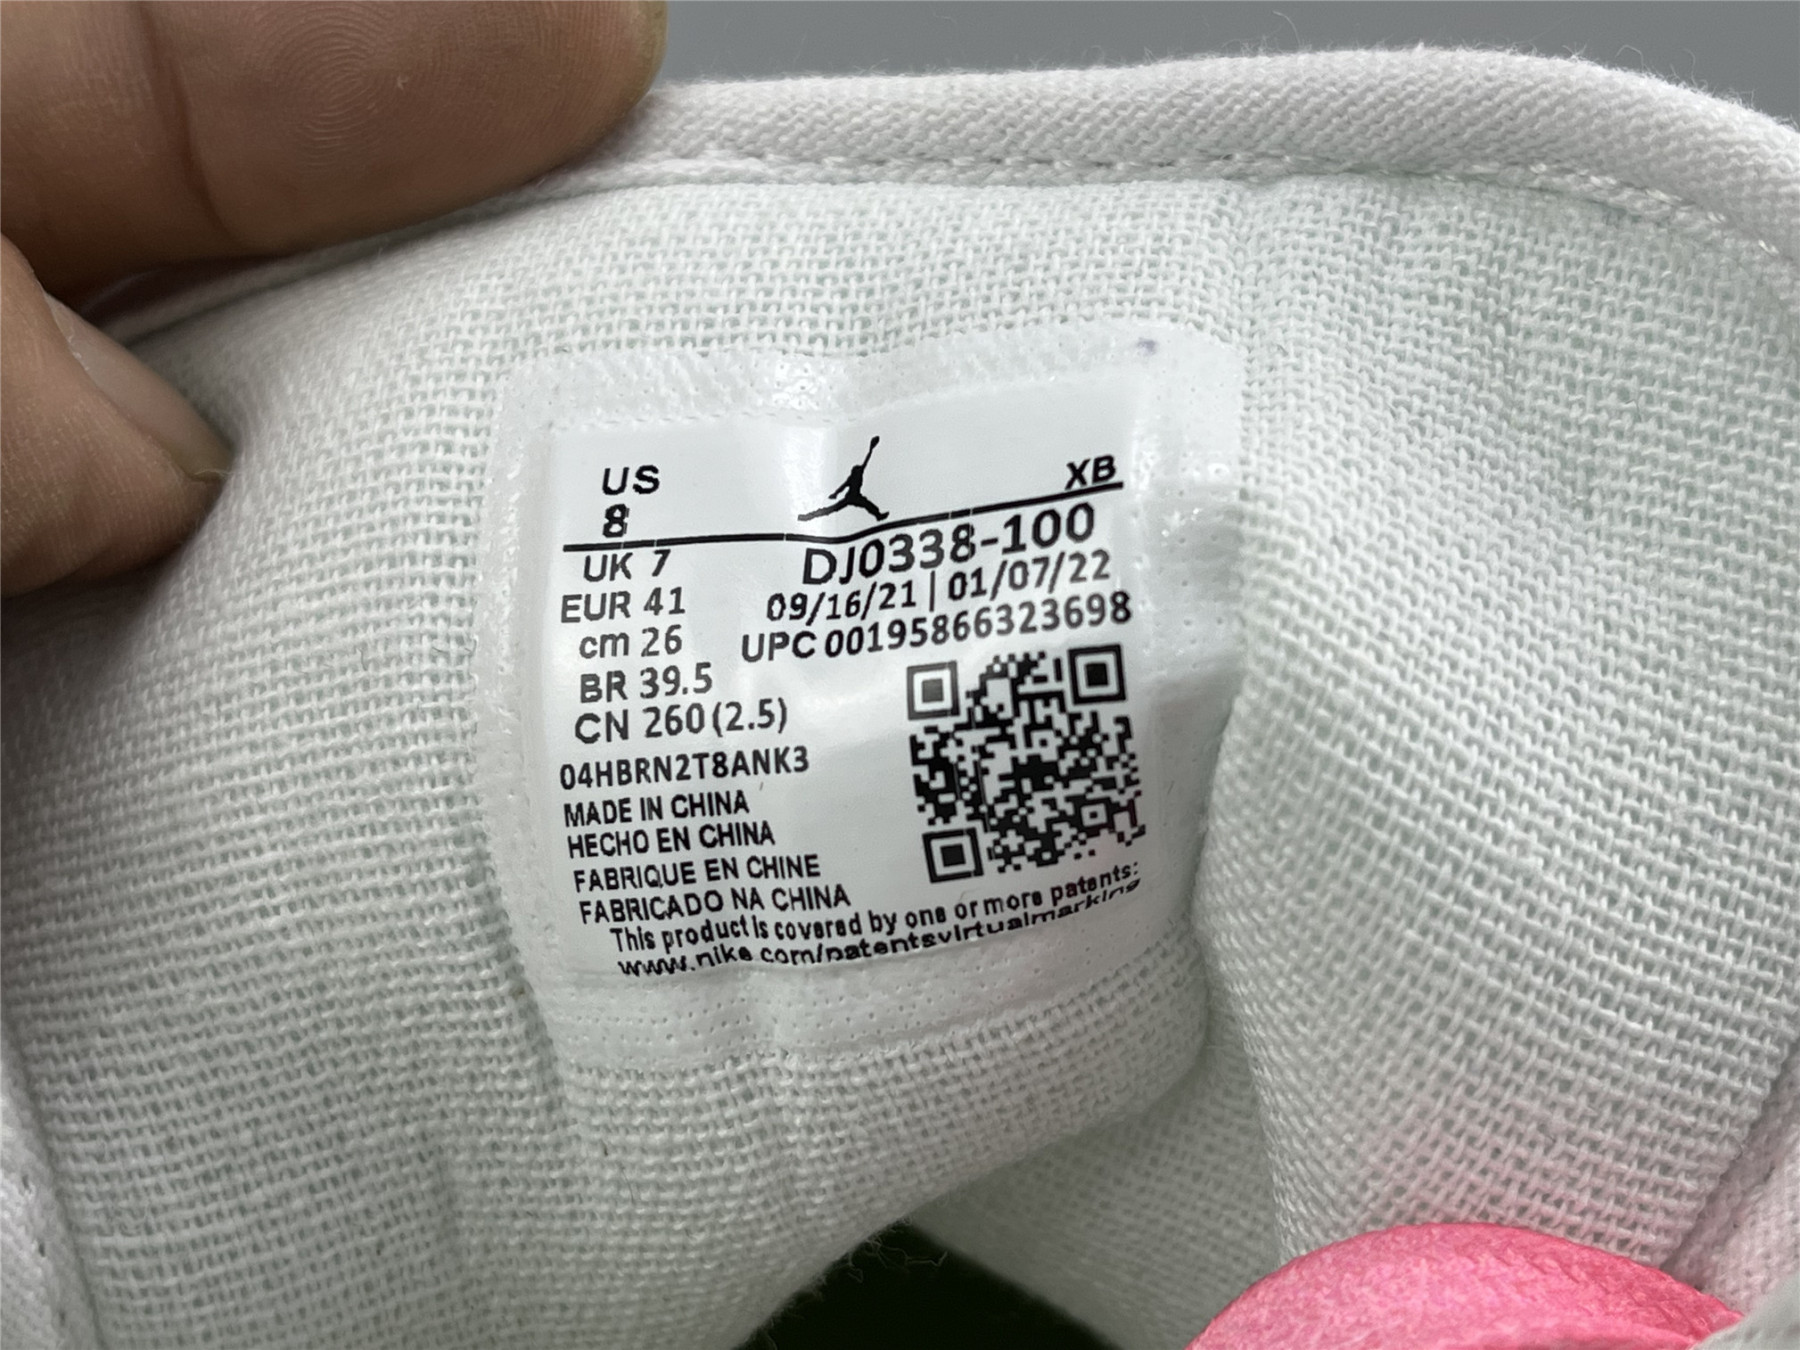 US XB
8
UK 7 DJ0338-100
EUR 41 09/16/21 | 01/07/22
cm 26 UPC 00195866323698
BR 39.5
CN 260 (2.5)
04HBRN2T8ANK3
MADE IN CHINA
HECHO EN CHINA
FABRIQUE EN CHINE
FABRICADO NA CHINA
This product is covered by one or more patents:
www.nike.com/patentsvirtualmarking